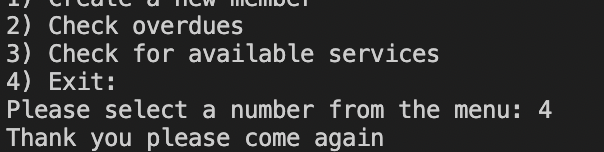 1) Create a new member
2) Check overdues
3) Check for available services
4) Exit:
Please select a number from the menu: 4
Thank you please come again